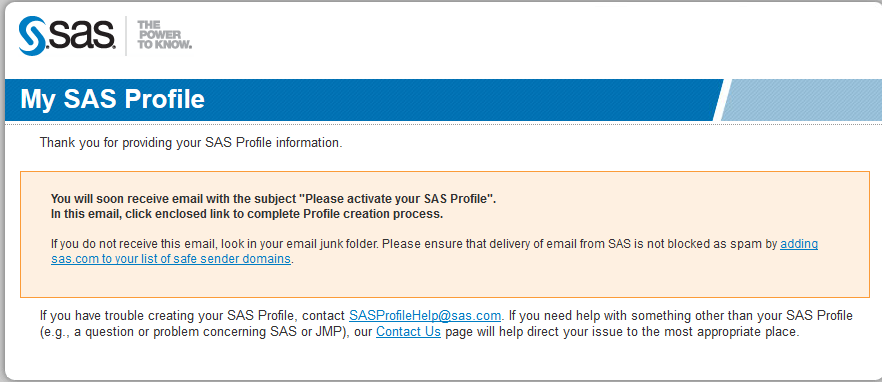 sas THE
POWER
TO KNOW.
My SAS Profile
Thank you for providing your SAS Profile information.
You will soon receive email with the subject "Please activate your SAS Profile".
In this email, click enclosed link to complete Profile creation process.
If you do not receive this email, look in your email junk folder. Please ensure that delivery of email from SAS is not blocked as spam by adding
sas.com to your list of safe sender domains.
If you have trouble creating your SAS Profile, contact SASProfileHelp@sas.com. If you need help with something other than your SAS Profile
(e.g., a question or problem concerning SAS or JMP), our Contact Us page will help direct your issue to the most appropriate place.